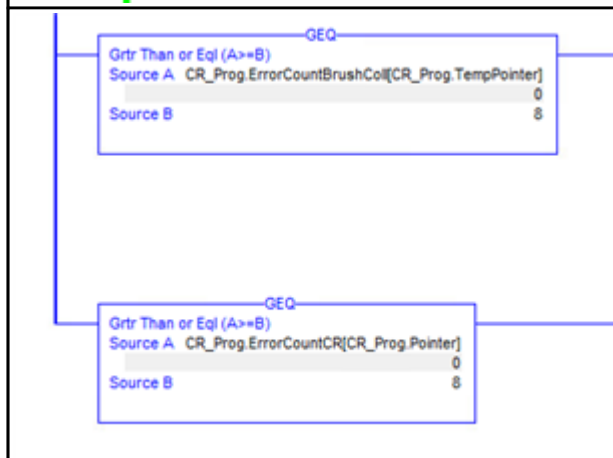 GEQ
Grtr Than or Eql (A>=B)
Source A CR_Prog.ErrorCountBrushColl[CR_Prog.TempPointer]
0
Source B 8
GEQ
Grtr Than or Eql (A>=B)
Source A CR_Prog.ErrorCountCR[CR_Prog.Pointer]
0
Source B 8